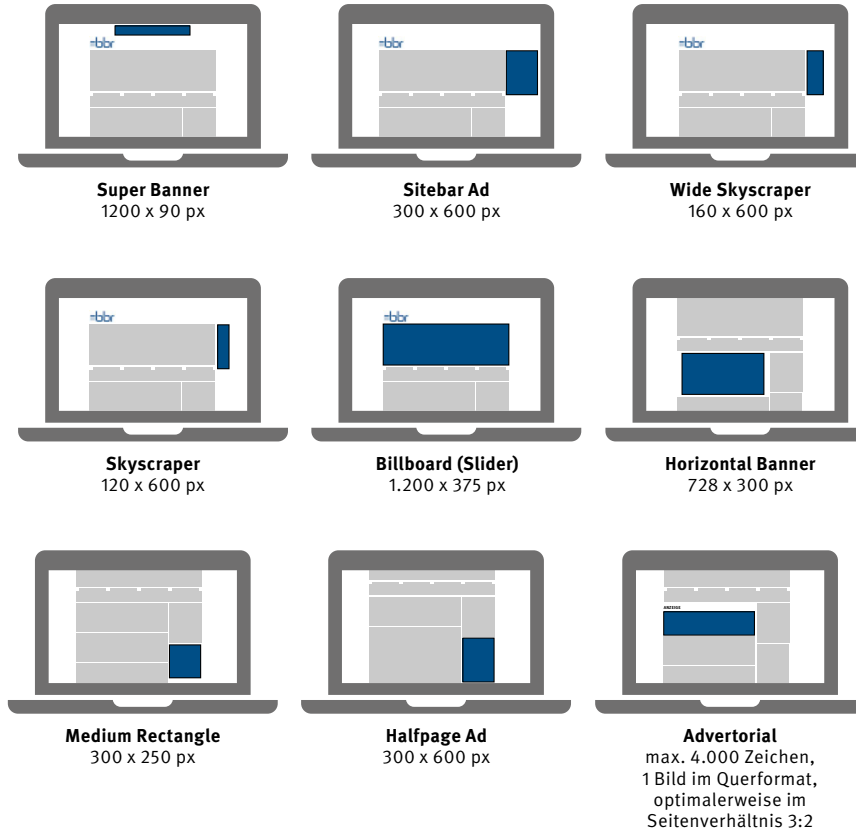 bbr
bbr
bbr
Super Banner
1200 x 90 px
Sitebar Ad
300 x 600 px
Wide Skyscraper
160 x 600 px
bbr
bbr
Skyscraper
120 x 600 px
Billboard (Slider)
1.200 x 375 px
Horizontal Banner
728 x 300 px
ANZEIGE
Medium Rectangle
300 x 250 px
Halfpage Ad
300 x 600 px
Advertorial
max. 4.000 Zeichen,
1 Bild im Querformat,
optimalerweise im
Seitenverhältnis 3:2